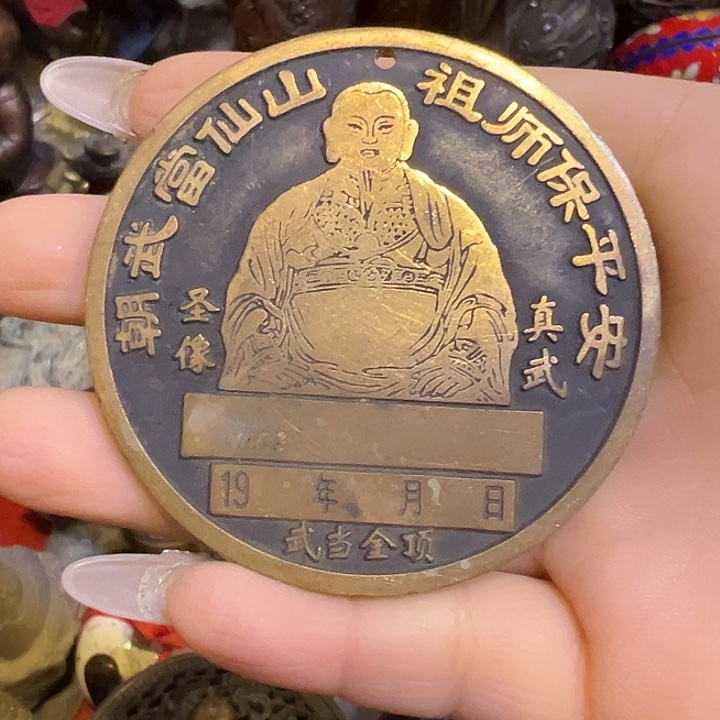 朝武當仙山
祖师保平安
真武
圣像
19 年 月 日
武当金顶